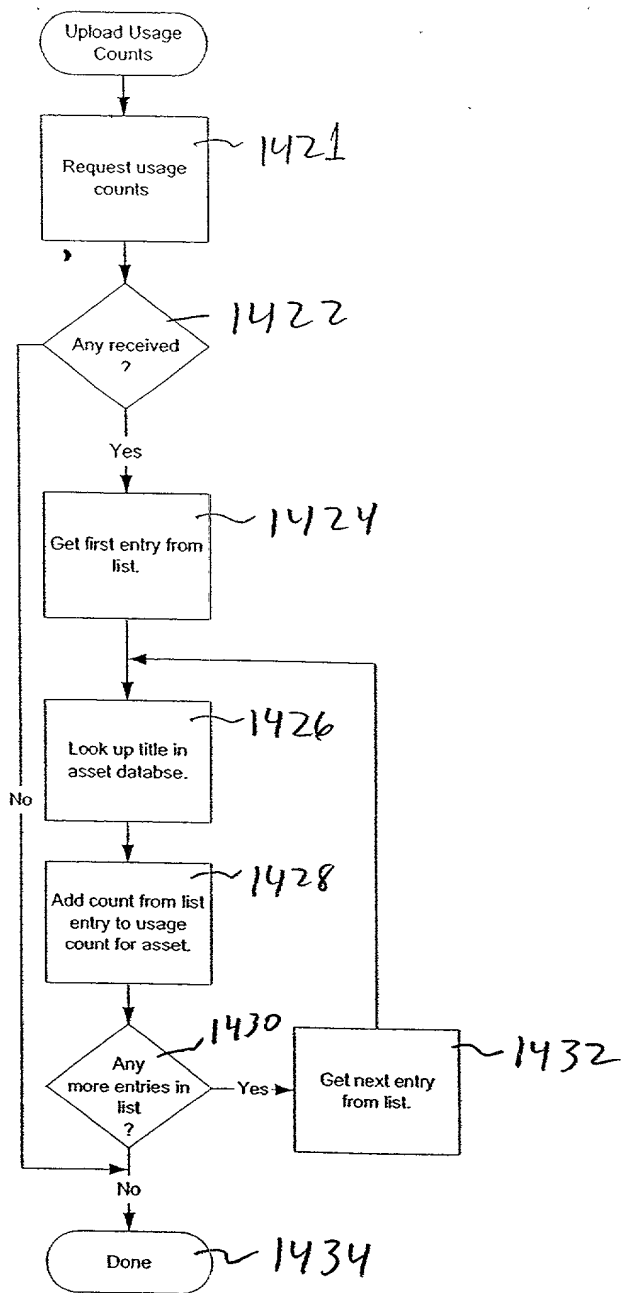 Upload Usage
Counts
Request usage
counts
1421
Any received
?
1422
Yes
Get first entry from
list.
1424
Look up title in
asset databse.
1426
No
Add count from list
entry to usage
count for asset.
1428
Any
more entries in
list
?
1430
Yes
Get next entry
from list.
1432
No
Done
1434